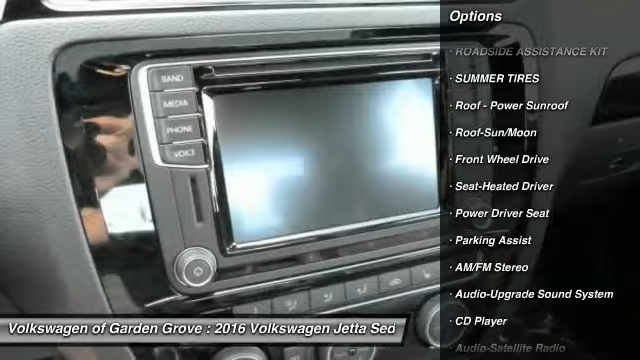 Options
· ROADSIDE ASSISTANCE KIT
· SUMMER TIRES
· Roof - Power Sunroof
· Roof-Sun/Moon
· Front Wheel Drive
· Seat-Heated Driver
· Power Driver Seat
· Parking Assist
· AM/FM Stereo
· Audio-Upgrade Sound System
· CD Player
· Audio-Satellite Radio
BAND
MEDIA
PHONE
VOICE
Volkswagen of Garden Grove : 2016 Volkswagen Jetta Sed